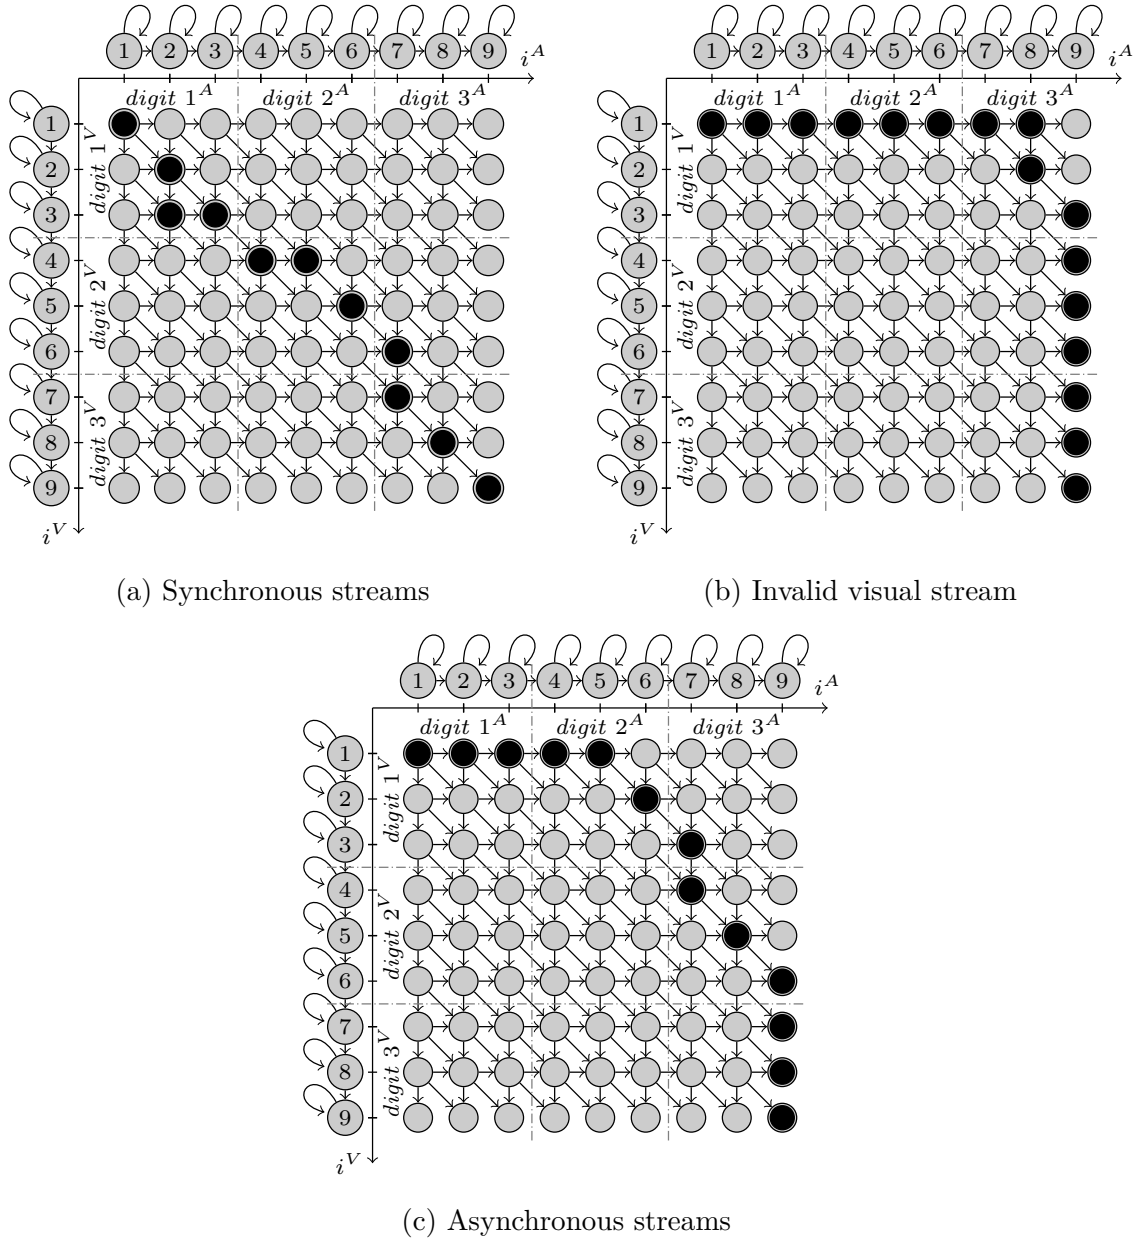 1 2 3 4 5 6 7 8 9 i^A
digit 1^A digit 2^A digit 3^A
1
2
3
4
5
6
7
8
9
digit 1^V
digit 2^V
digit 3^V
i^V
(a) Synchronous streams
1 2 3 4 5 6 7 8 9 i^A
digit 1^A digit 2^A digit 3^A
1
2
3
4
5
6
7
8
9
digit 1^V
digit 2^V
digit 3^V
i^V
(b) Invalid visual stream
1 2 3 4 5 6 7 8 9 i^A
digit 1^A digit 2^A digit 3^A
1
2
3
4
5
6
7
8
9
digit 1^V
digit 2^V
digit 3^V
i^V
(c) Asynchronous streams